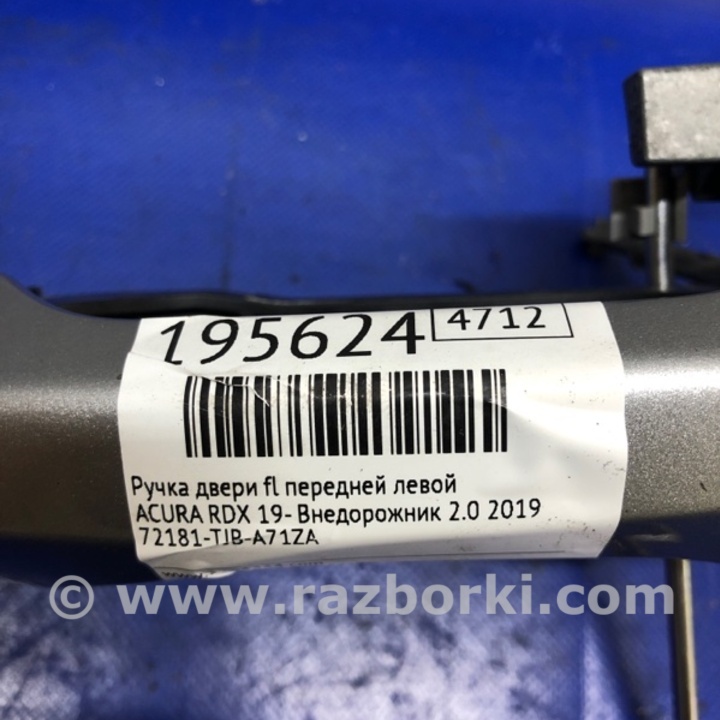 195624 4712
Ручка двери fl передней левой
ACURA RDX 19- Внедорожник 2.0 2019
72181-TJB-A71ZA
© www.razborki.com